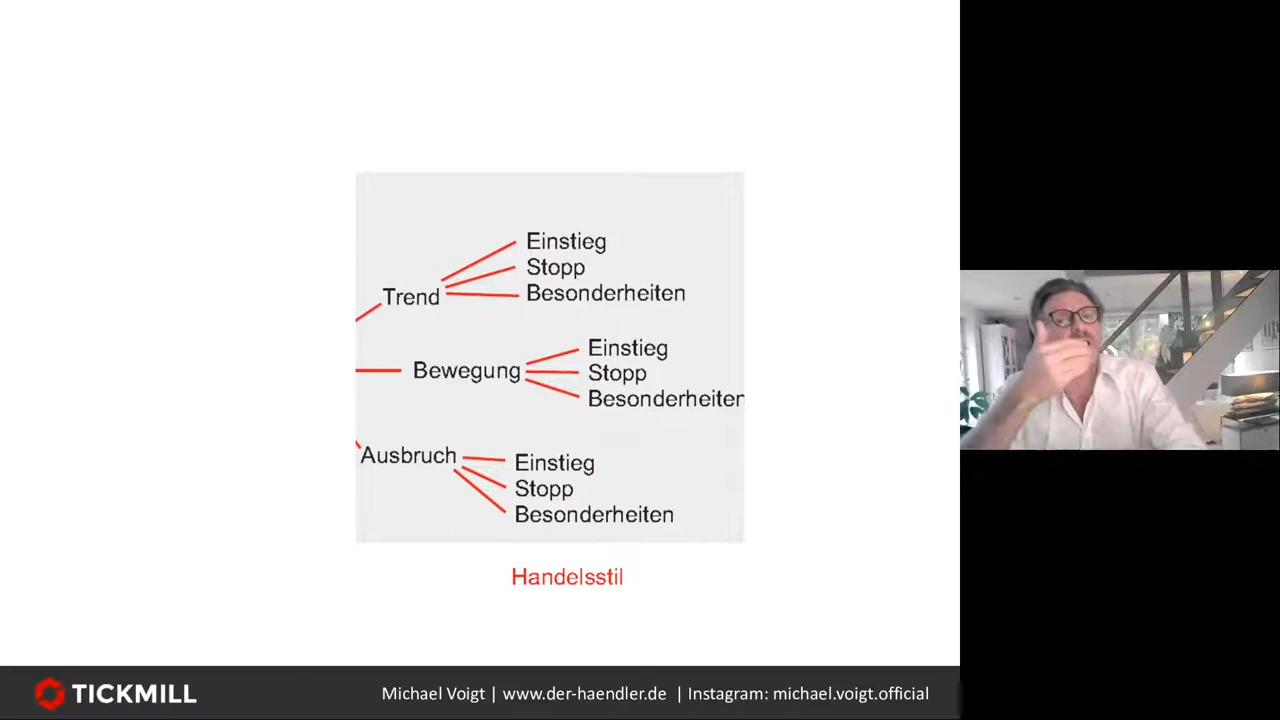 Einstieg
Stopp
Besonderheiten
Trend
Einstieg
Bewegung
Stopp
Besonderheiten
Ausbruch
Einstieg
Stopp
Besonderheiten
Handelsstil
TICKMILL
Michael Voigt | www.der-haendler.de | Instagram: michael.voigt.official